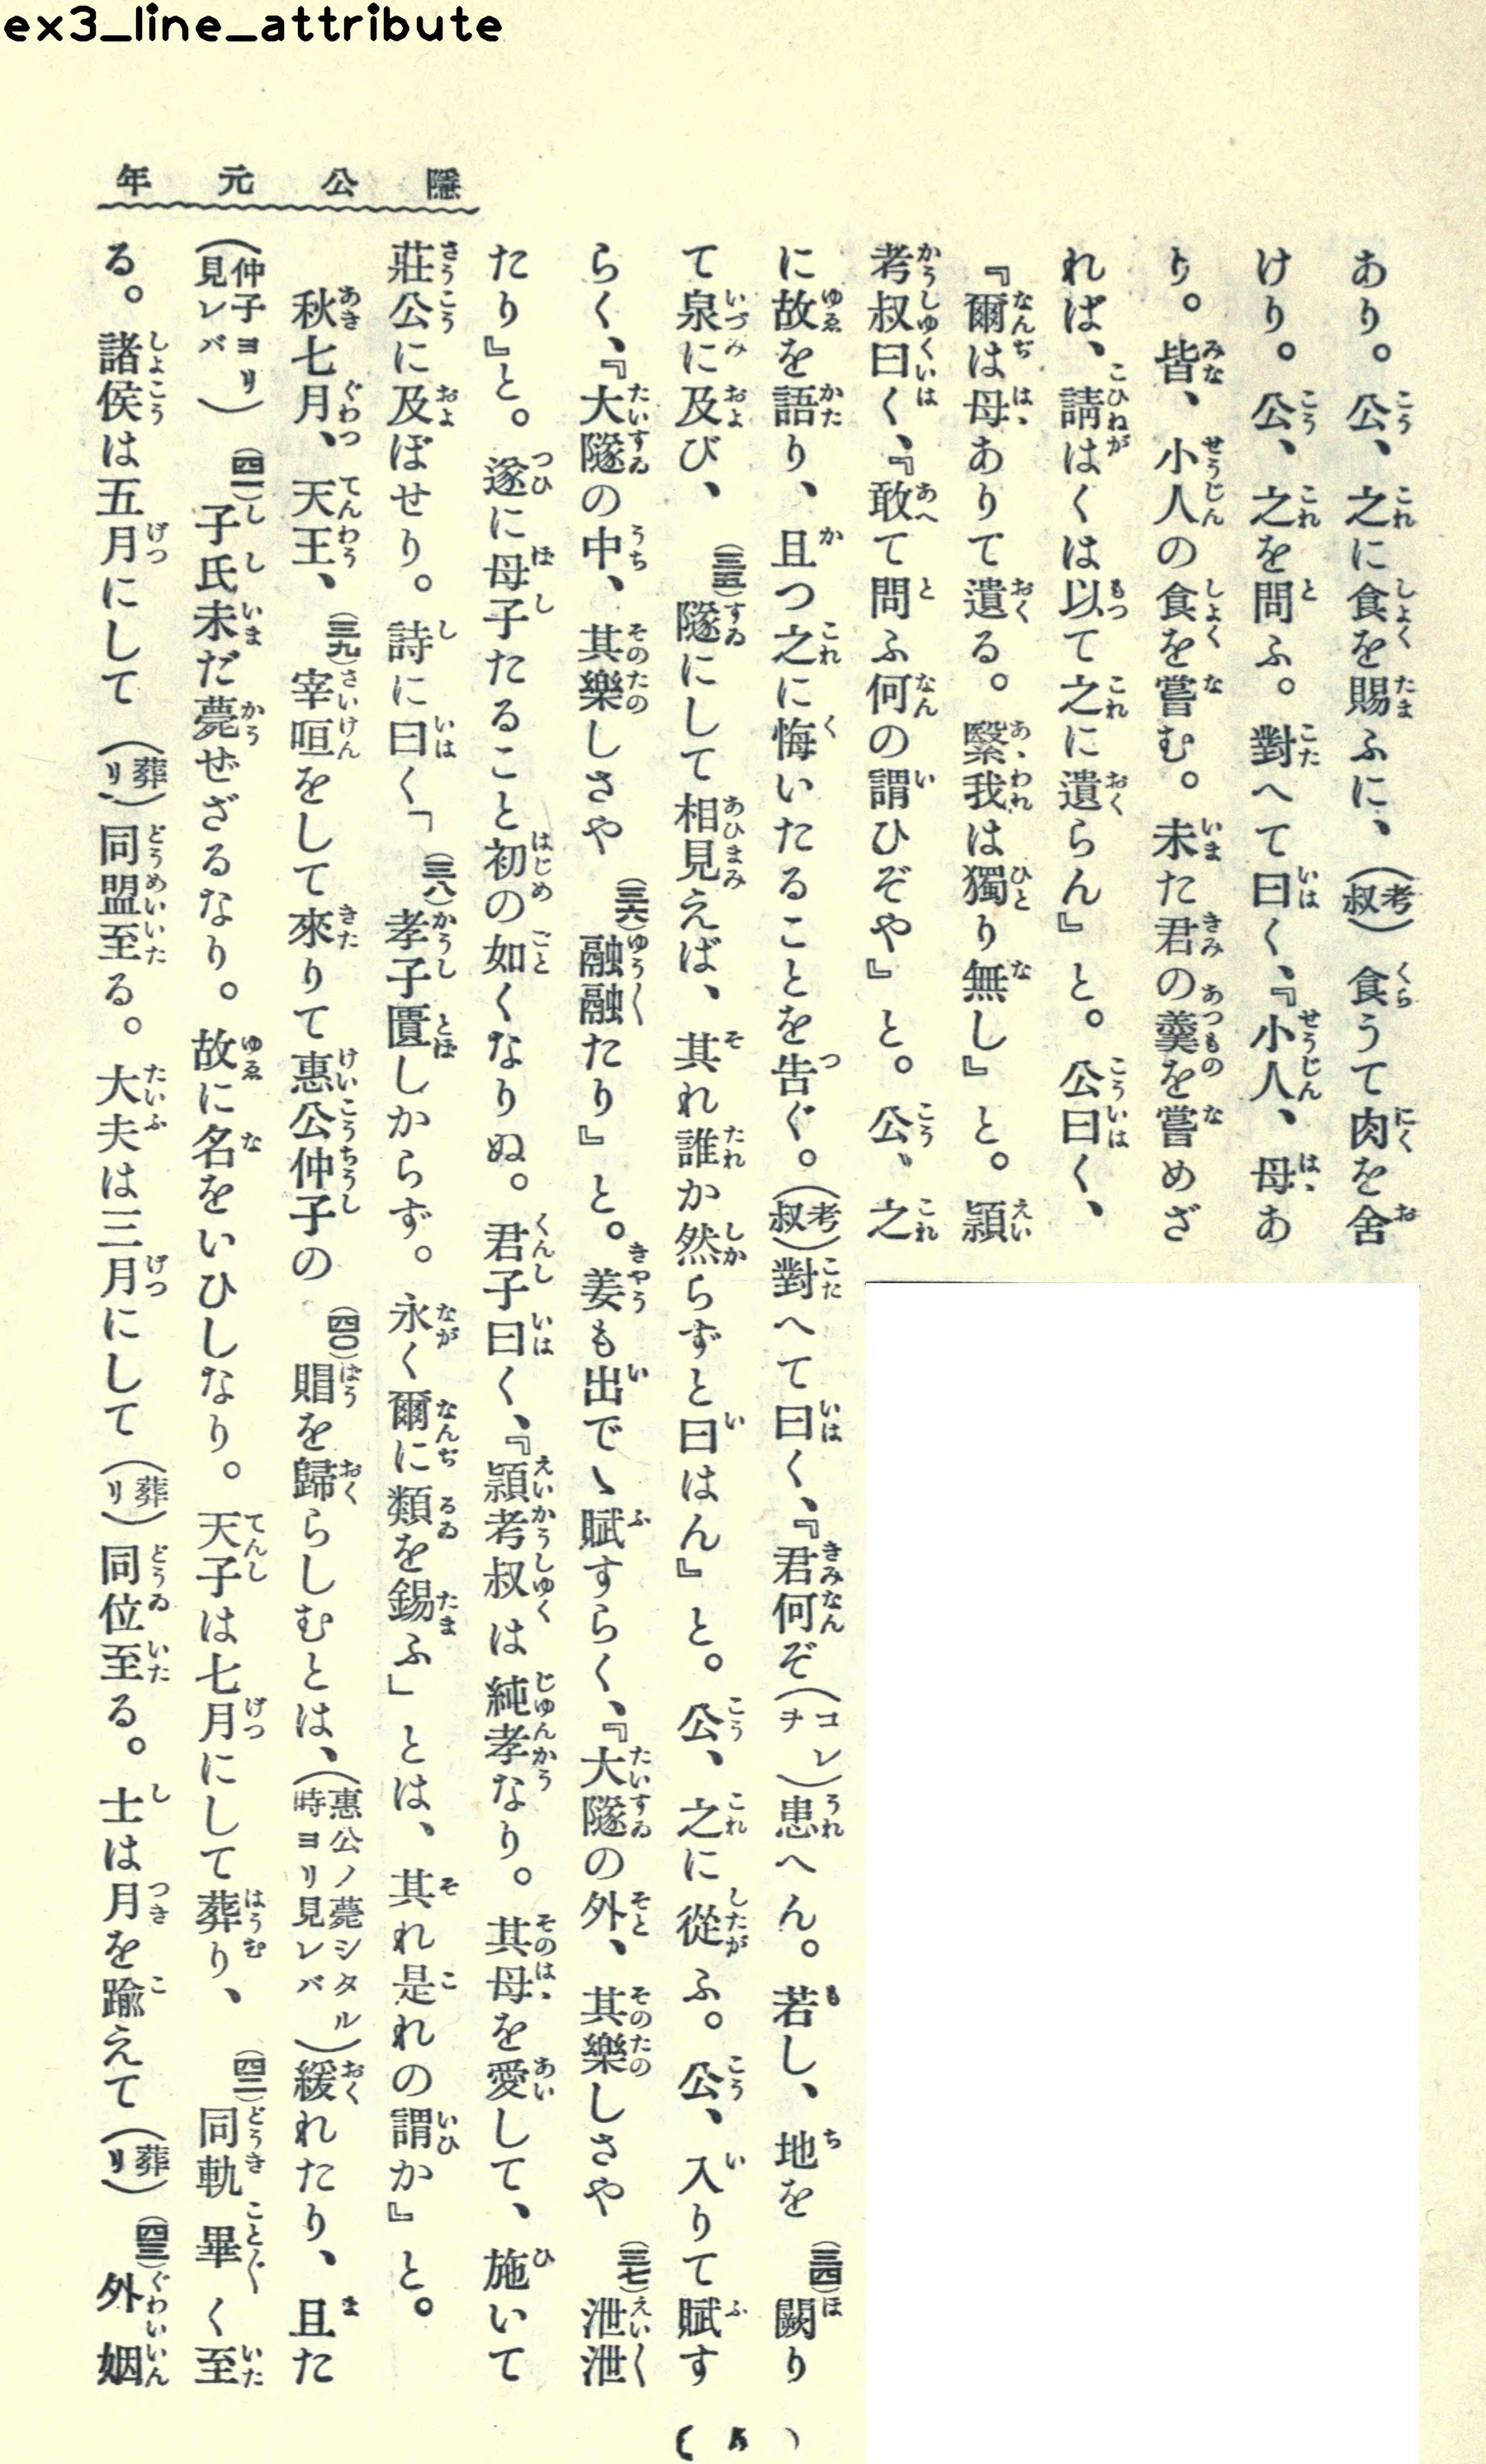 ex3_line_attribute
隱公元年
あり。公、之に食を賜ふに、（考叔）食うて肉を舍
けり。公、之を問ふ。對へて曰く、『小人、母あ
り。皆、小人の食を嘗む。未た君の羹を嘗めざ
れば、請はくは以て之に遺らん』と。公曰く、
『爾は母ありて遺る。繄我は獨り無し』と。頴
考叔曰く、『敢て問ふ何の謂ひぞや』と。公、之
に故を語り、且つ之に悔いたることを告ぐ。（考叔）對へて曰く、『君何ぞ（コレヲ）患へん。若し、地を（三四）闕り
て泉に及び、（三五）隧にして相見えば、其れ誰か然らずと曰はん』と。公、之に從ふ。公、入りて賦す
らく、『大隧の中、其樂しさや（三六）融融たり』と。姜も出でゝ賦すらく、『大隧の外、其樂しさや（三七）泄泄
たり』と。遂に母子たること初の如くなりぬ。君子曰く、『頴考叔は純孝なり。其母を愛して、施いて
莊公に及ぼせり。詩に曰く「（三八）孝子匱しからず。永く爾に類を錫ふ」とは、其れ是れの謂か』と。
秋七月、天王、（三九）宰咺をして來りて惠公仲子の（四〇）賵を歸らしむとは、（惠公ノ薨シタル時ヨリ見レバ）緩れたり、且た
（仲子ヨリ見レバ）（四一）子氏未だ薨ぜざるなり。故に名をいひしなり。天子は七月にして葬り、（四二）同軌畢く至
る。諸侯は五月にして（葬リ）同盟至る。大夫は三月にして（葬リ）同位至る。士は月を踰えて（葬リ）（四三）外姻